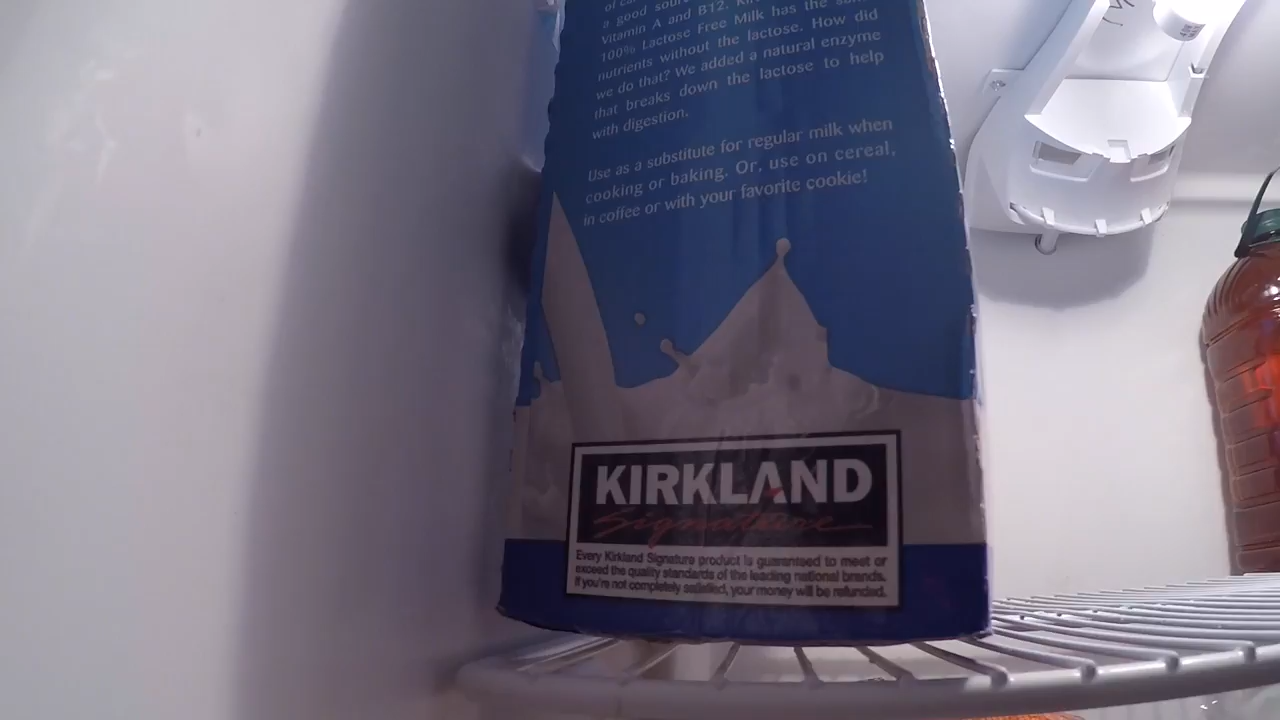 a good
Vitamin A and B12.
100% Lactose Free Milk has the
nutrients without the lactose. How did
we do that? We added a natural enzyme
that breaks down the lactose to help
with digestion.
Use as a substitute for regular milk when
cooking or baking. Or, use on cereal,
in coffee or with your favorite cookie!
KIRKLAND
Signature
Every Kirkland Signature product is guaranteed to meet or
exceed the quality standards of the leading national brands.
If you're not completely satisfied, your money will be refunded.